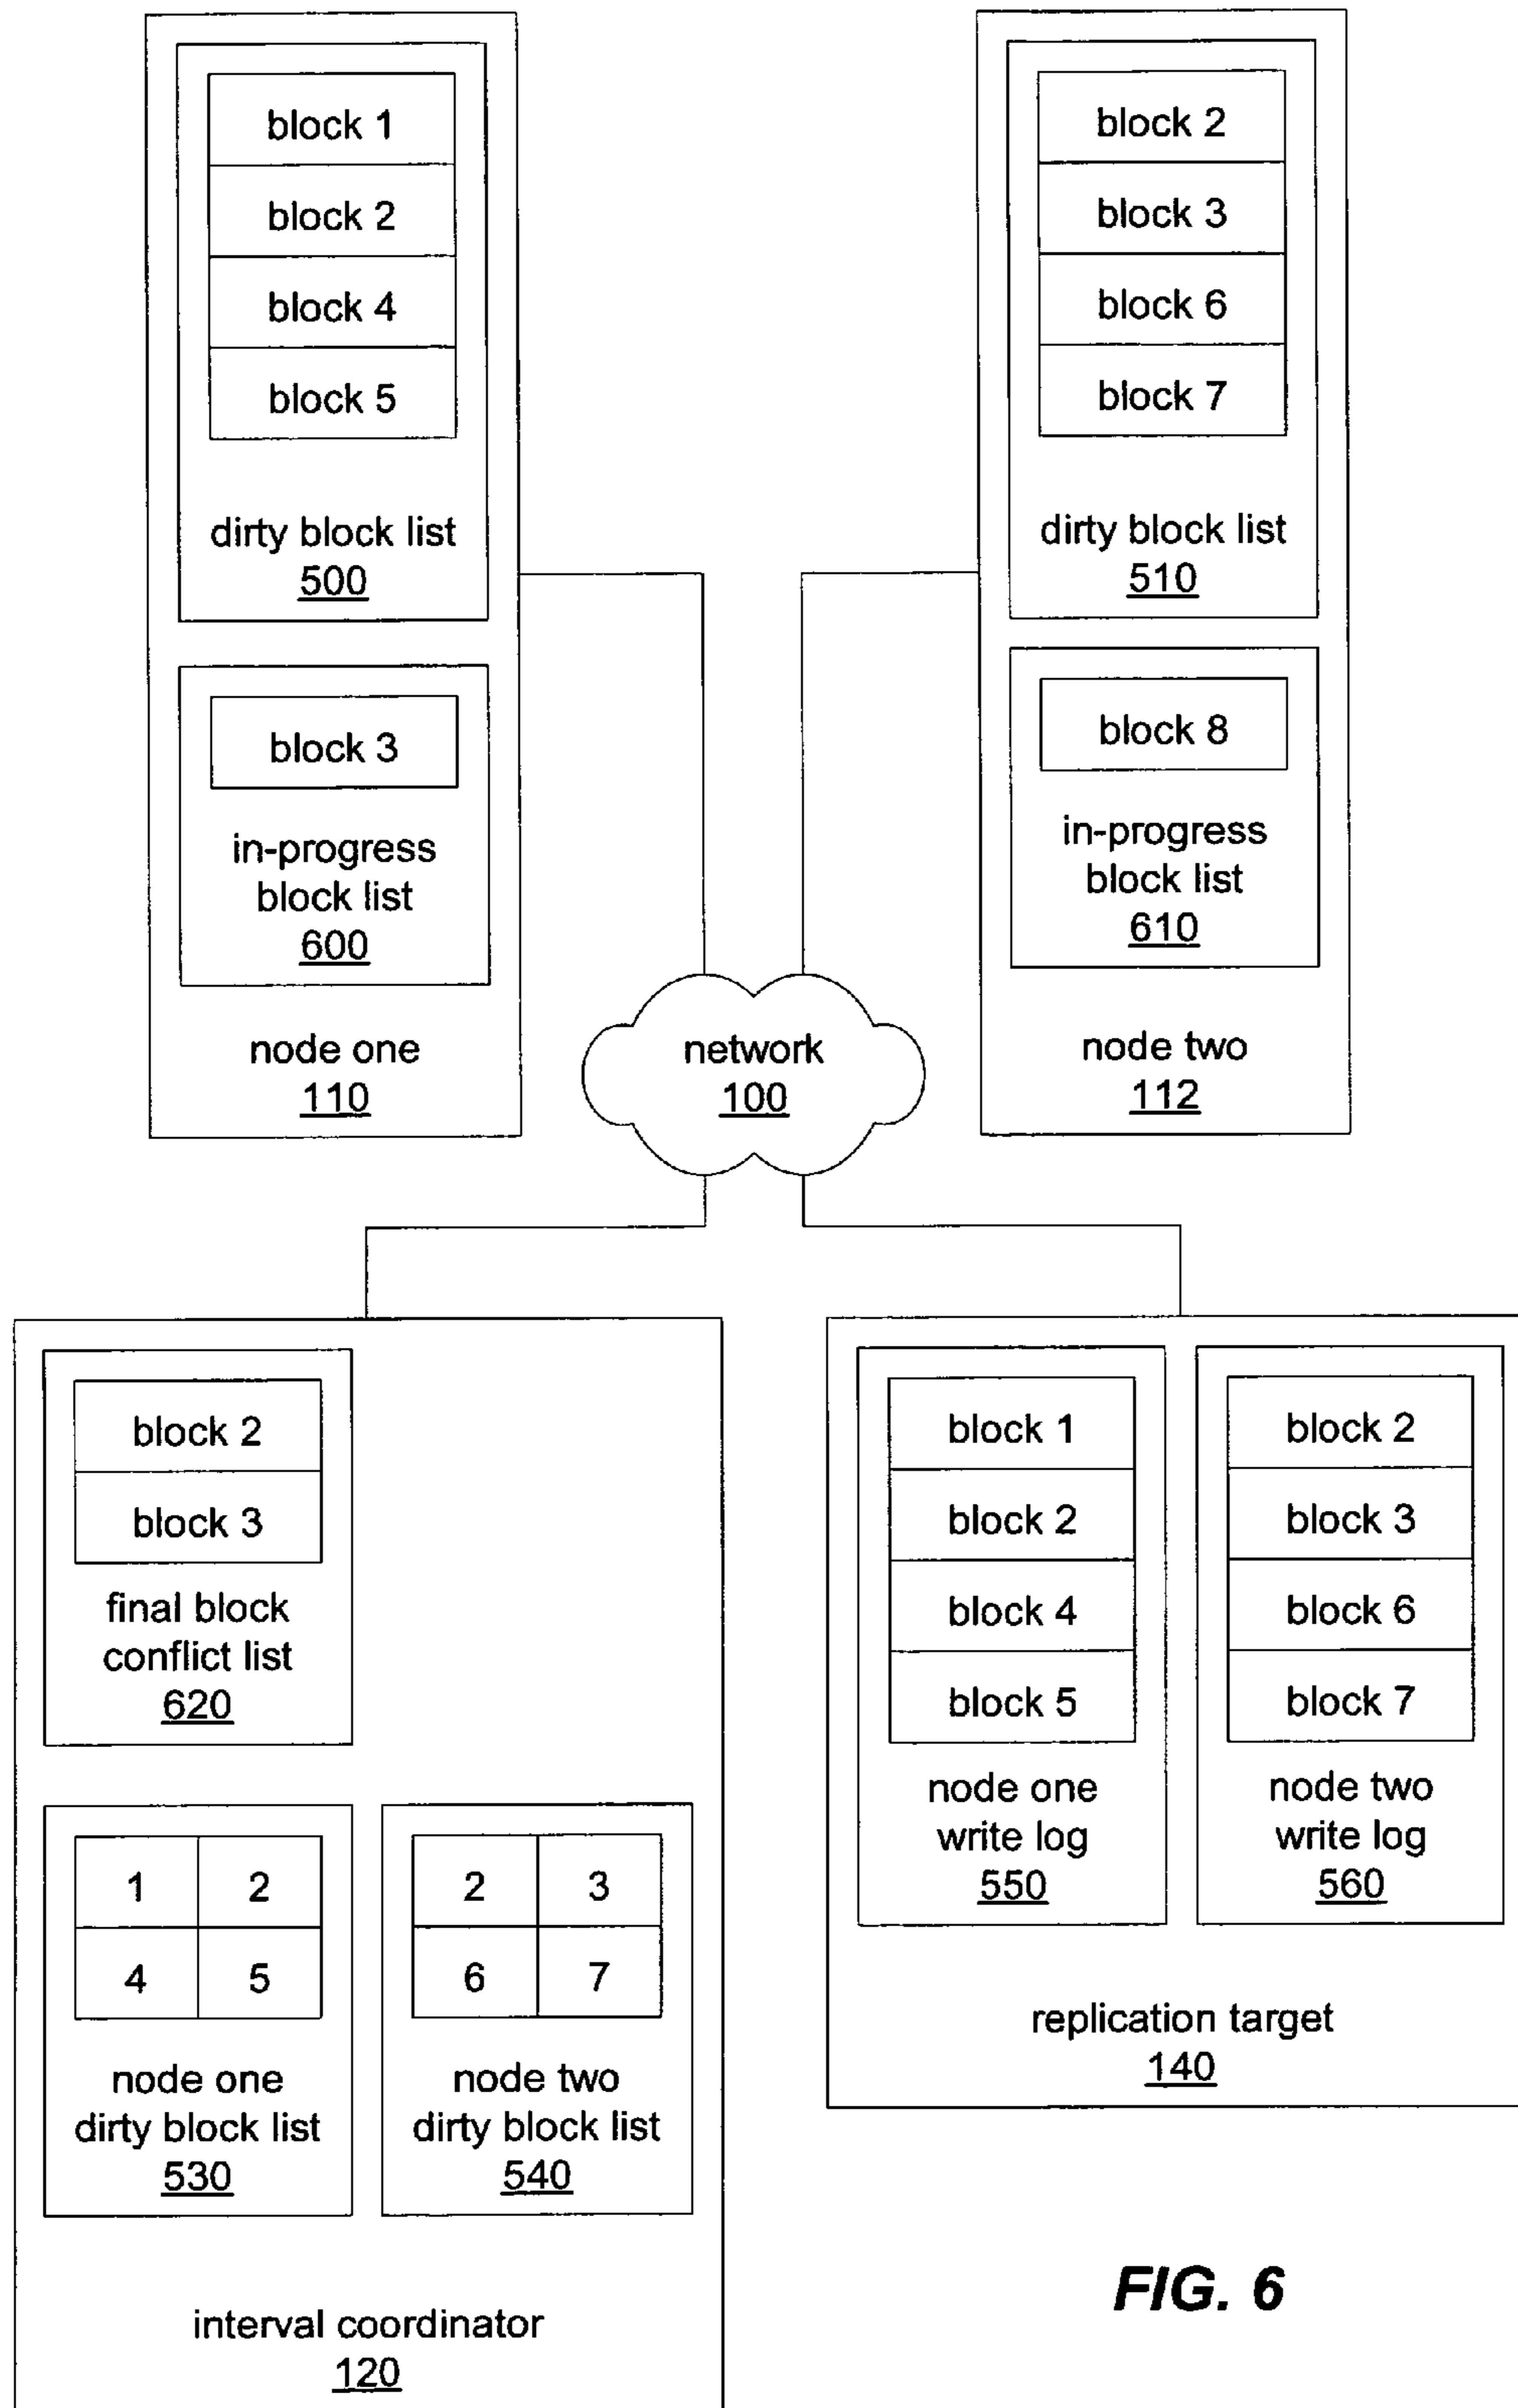 block 1
block 2
block 4
block 5
dirty block list
500
block 3
in-progress
block list
600
node one
110
block 2
block 3
block 6
block 7
dirty block list
510
block 8
in-progress
block list
610
node two
112
network
100
block 2
block 3
final block
conflict list
620
1 2
4 5
node one
dirty block list
530
2 3
6 7
node two
dirty block list
540
interval coordinator
120
block 1
block 2
block 4
block 5
node one
write log
550
block 2
block 3
block 6
block 7
node two
write log
560
replication target
140
FIG. 6